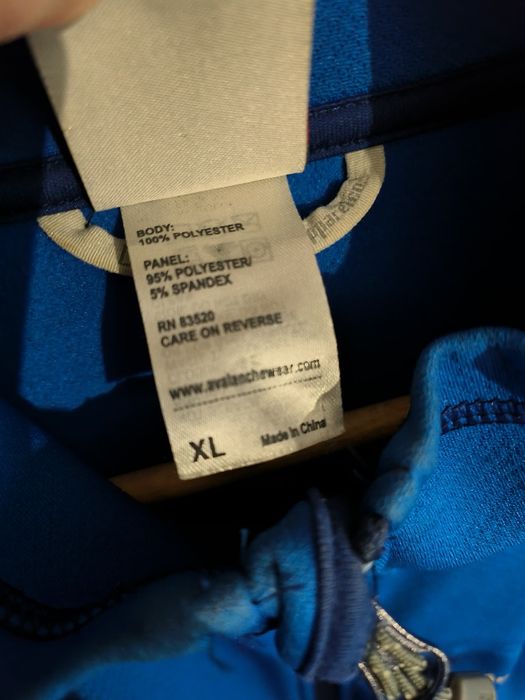 BODY:
100% POLYESTER
PANEL:
95% POLYESTER/
5% SPANDEX
RN 83520
CARE ON REVERSE
www.avalanchewear.com
XL
Made in China